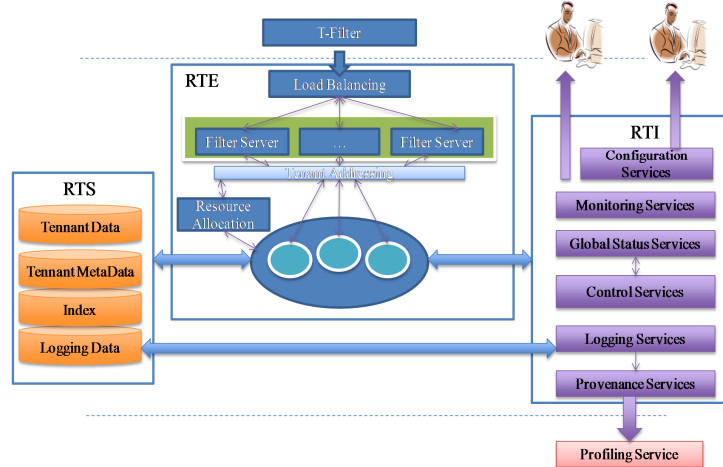 T-Filter
RTE
Load Balancing
Filter Server
...
Filter Server
Tenant Addressing
Resource
Allocation
RTS
Tennant Data
Tennant MetaData
Index
Logging Data
RTI
Configuration
Services
Monitoring Services
Global Status Services
Control Services
Logging Services
Provenance Services
Profiling Service